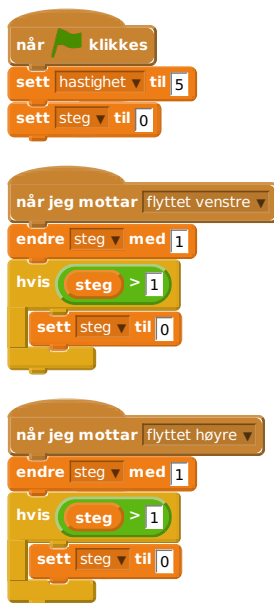 når klikkes
sett hastighet til 5
sett steg til 0
når jeg mottar flyttet venstre
endre steg med 1
hvis steg > 1
sett steg til 0
når jeg mottar flyttet høyre
endre steg med 1
hvis steg > 1
sett steg til 0